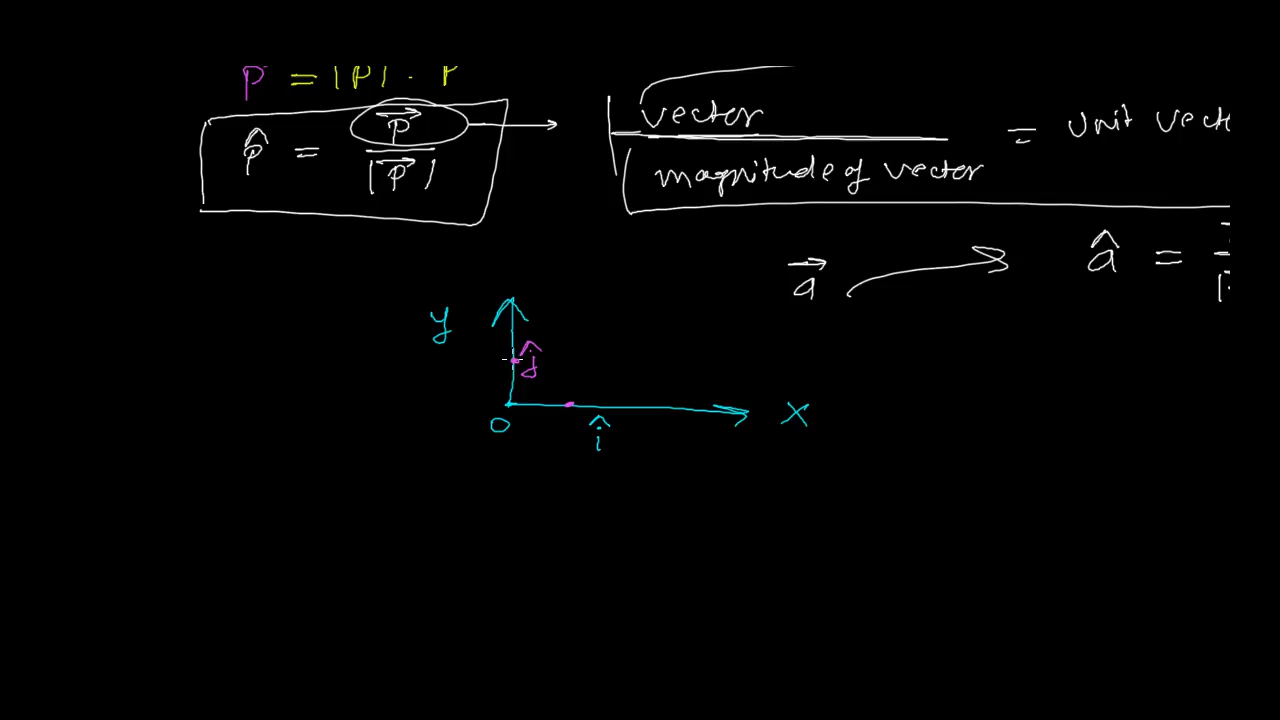 P = |P| . P
p̂ = p⃗ / |p⃗|
vector / magnitude of vector = unit vect
a⃗ â =
y
ĵ
O X
î